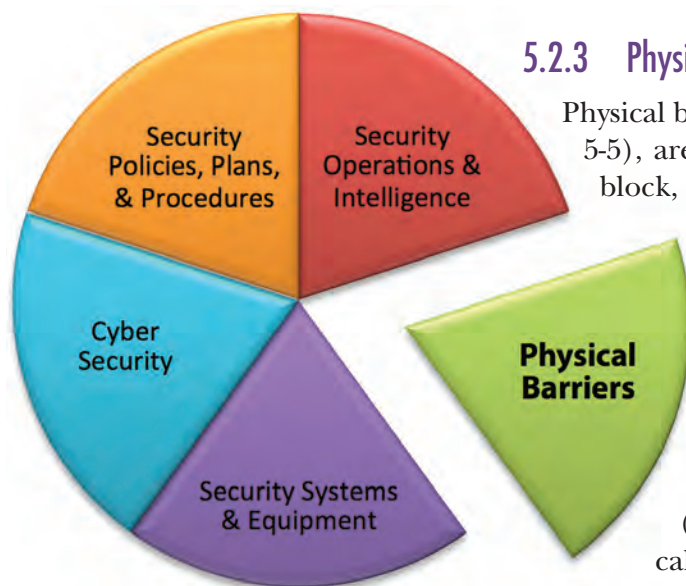 5.2.3 Physi
Physical b
5-5), are
block,
Security
Policies, Plans,
& Procedures
Security
Operations &
Intelligence
Cyber
Security
Physical
Barriers
Security Systems
& Equipment
(
cal